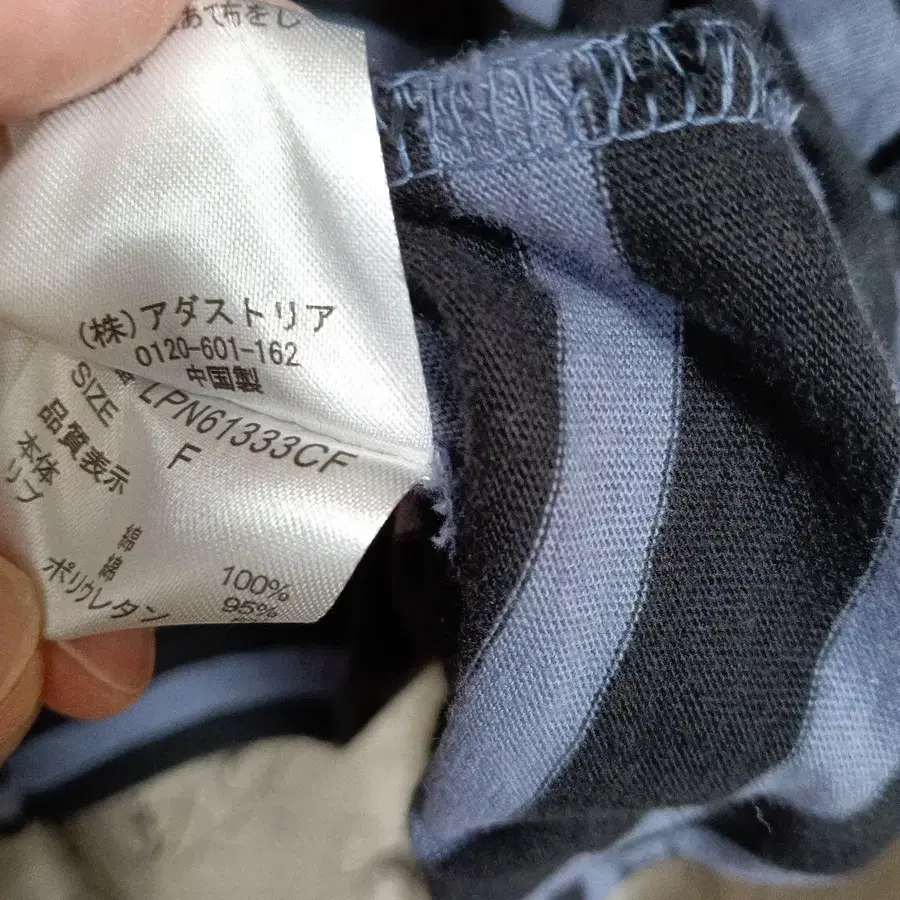 あて布をし
(株)アダストリア
0120-601-162
中国製
LPN61333CF
SIZE F
品質表示
本体 綿 100%
リブ 綿 95%
ポリウレタン